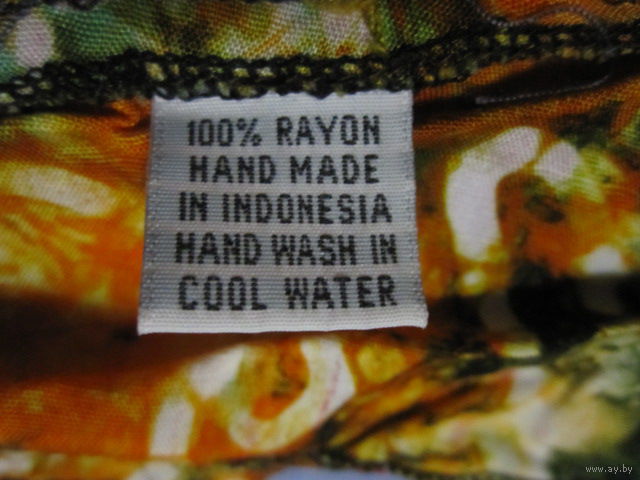 100% RAYON
HAND MADE
IN INDONESIA
HAND WASH IN
COOL WATER
www.ay.by